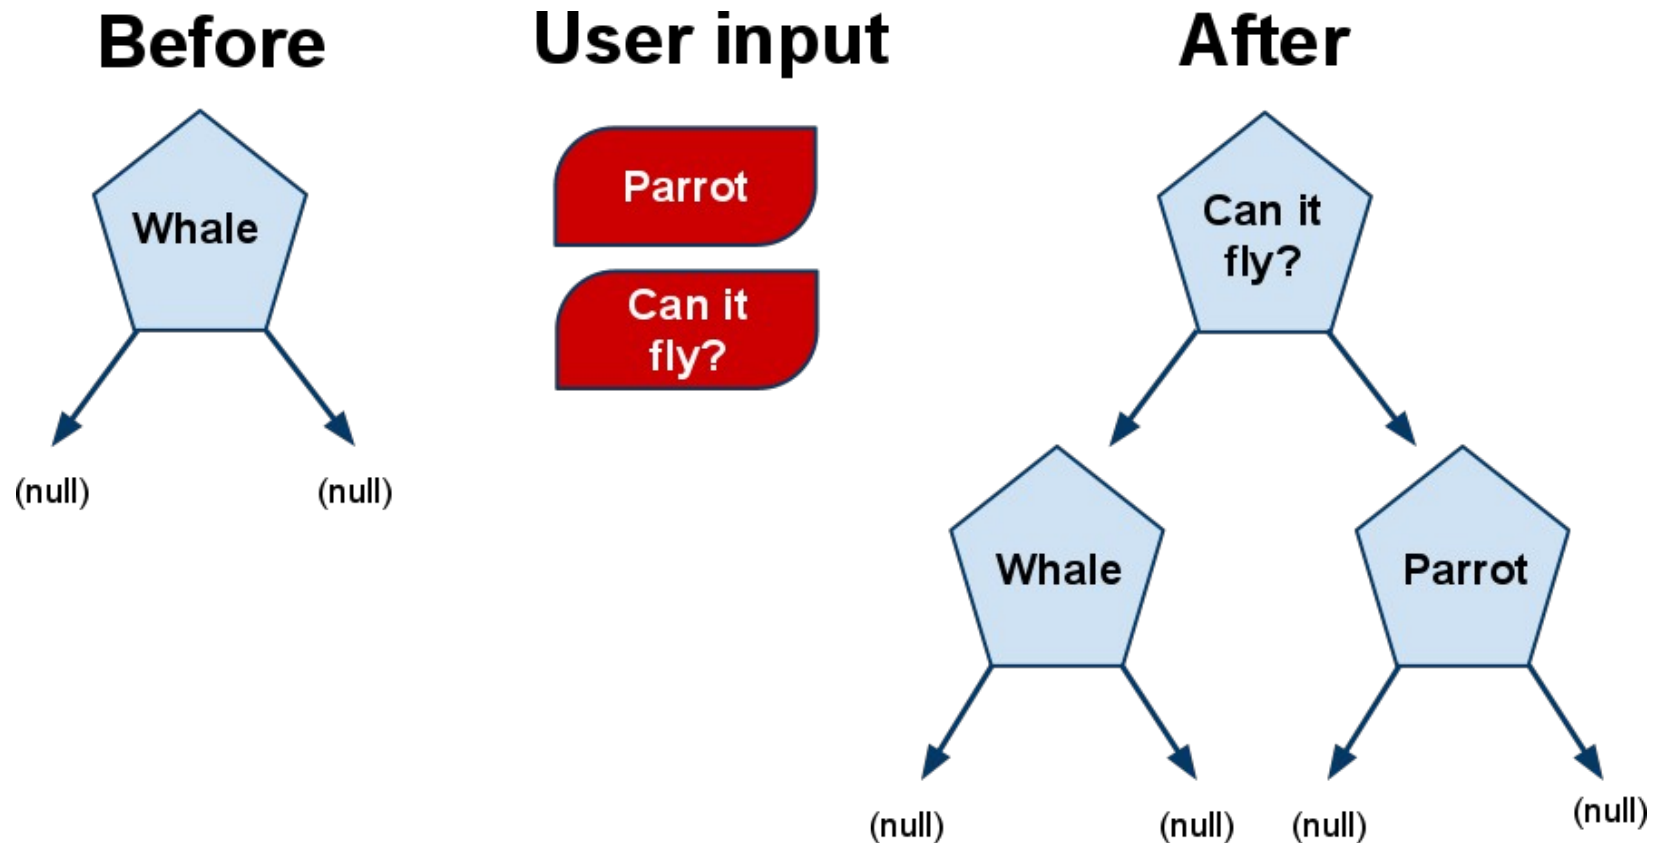 Before
Whale
(null)
(null)
User input
Parrot
Can it
fly?
After
Can it
fly?
Whale
Parrot
(null)
(null)
(null)
(null)